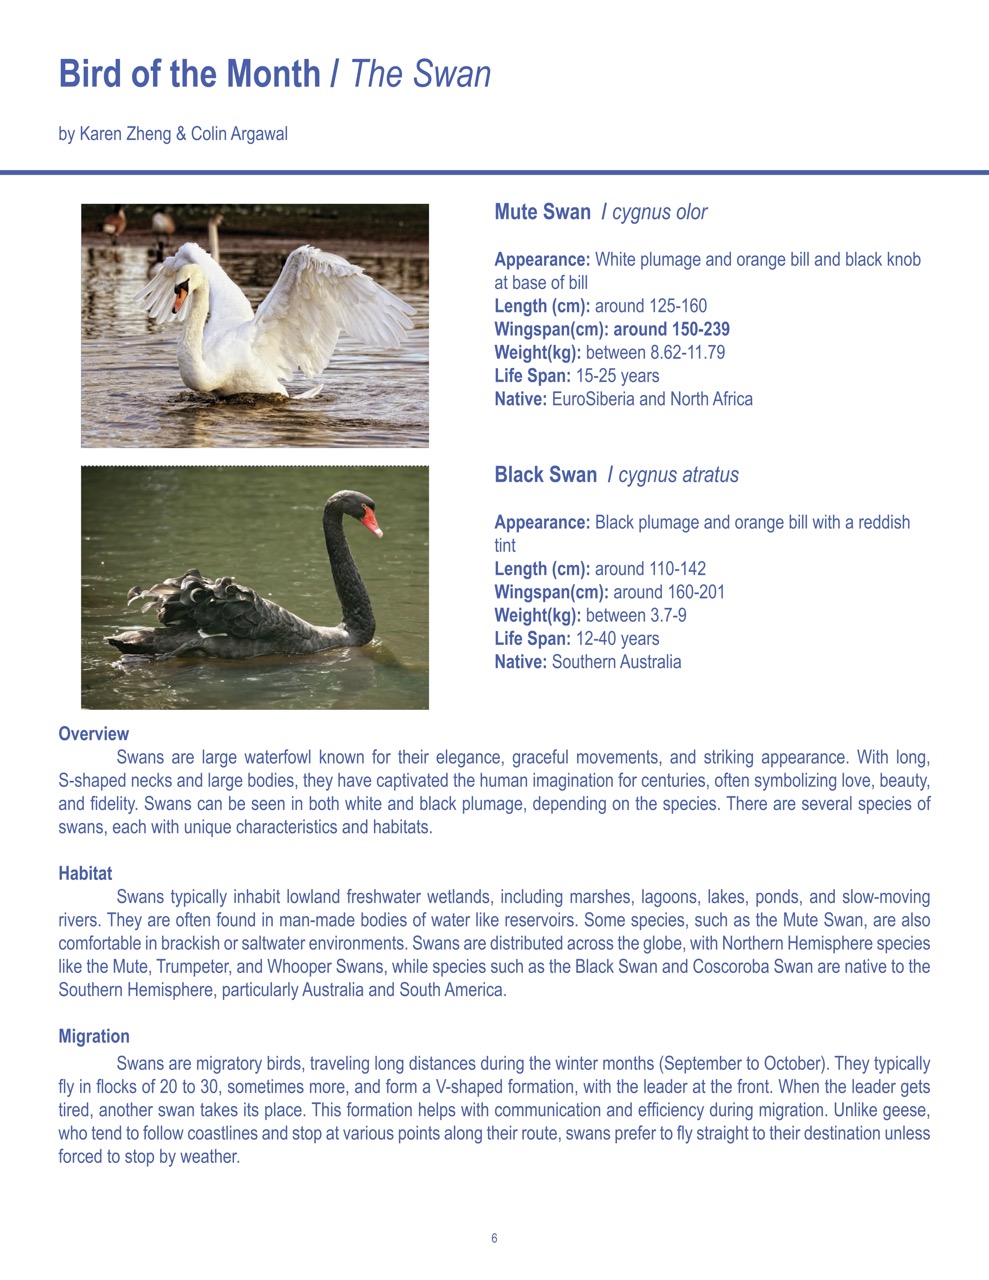 Bird of the Month / The Swan
by Karen Zheng & Colin Argawal
Mute Swan / cygnus olor
Appearance: White plumage and orange bill and black knob
at base of bill
Length (cm): around 125-160
Wingspan(cm): around 150-239
Weight(kg): between 8.62-11.79
Life Span: 15-25 years
Native: EuroSiberia and North Africa
Black Swan / cygnus atratus
Appearance: Black plumage and orange bill with a reddish
tint
Length (cm): around 110-142
Wingspan(cm): around 160-201
Weight(kg): between 3.7-9
Life Span: 12-40 years
Native: Southern Australia
Overview
Swans are large waterfowl known for their elegance, graceful movements, and striking appearance. With long,
S-shaped necks and large bodies, they have captivated the human imagination for centuries, often symbolizing love, beauty,
and fidelity. Swans can be seen in both white and black plumage, depending on the species. There are several species of
swans, each with unique characteristics and habitats.
Habitat
Swans typically inhabit lowland freshwater wetlands, including marshes, lagoons, lakes, ponds, and slow-moving
rivers. They are often found in man-made bodies of water like reservoirs. Some species, such as the Mute Swan, are also
comfortable in brackish or saltwater environments. Swans are distributed across the globe, with Northern Hemisphere species
like the Mute, Trumpeter, and Whooper Swans, while species such as the Black Swan and Coscoroba Swan are native to the
Southern Hemisphere, particularly Australia and South America.
Migration
Swans are migratory birds, traveling long distances during the winter months (September to October). They typically
fly in flocks of 20 to 30, sometimes more, and form a V-shaped formation, with the leader at the front. When the leader gets
tired, another swan takes its place. This formation helps with communication and efficiency during migration. Unlike geese,
who tend to follow coastlines and stop at various points along their route, swans prefer to fly straight to their destination unless
forced to stop by weather.
6